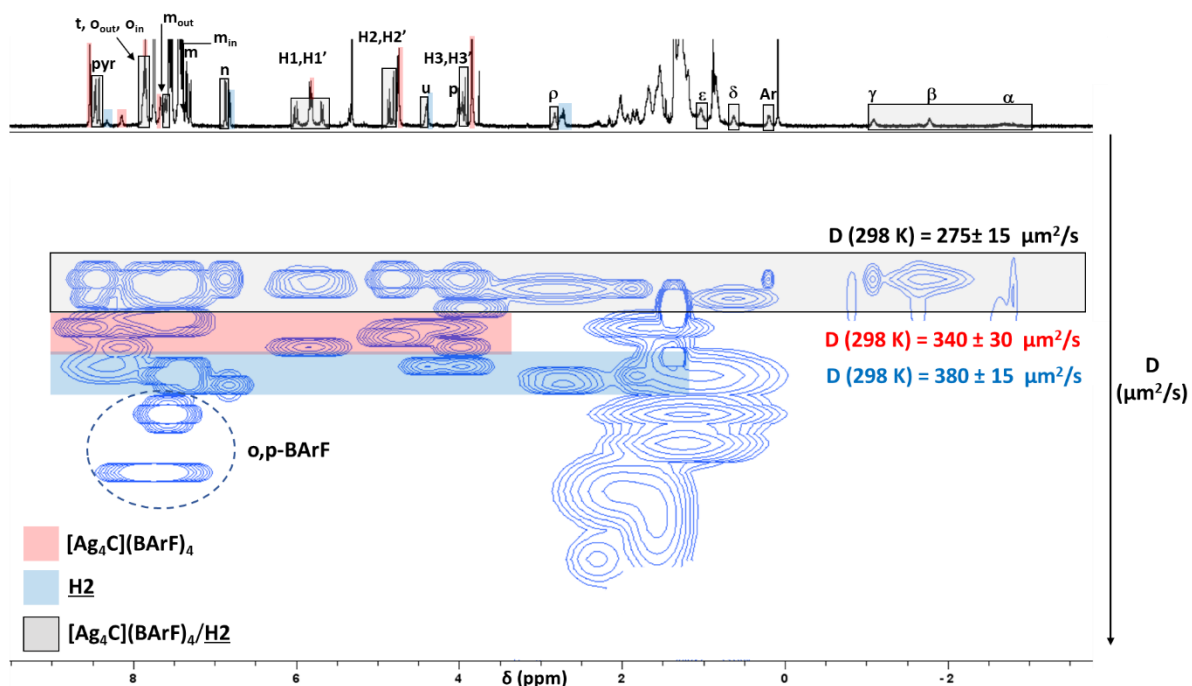 t, o_out, o_in
m_out
m_in
m
pyr
n
H1,H1’
H2,H2’
H3,H3’
u
p
ρ
ε
δ
Ar
γ
β
α
D (298 K) = 275± 15 μm²/s
D (298 K) = 340 ± 30 μm²/s
D (298 K) = 380 ± 15 μm²/s
D
(μm²/s)
o,p-BArF
[Ag₄C](BArF)₄
H2
[Ag₄C](BArF)₄/H2
8 6 4 2 0 -2
δ (ppm)